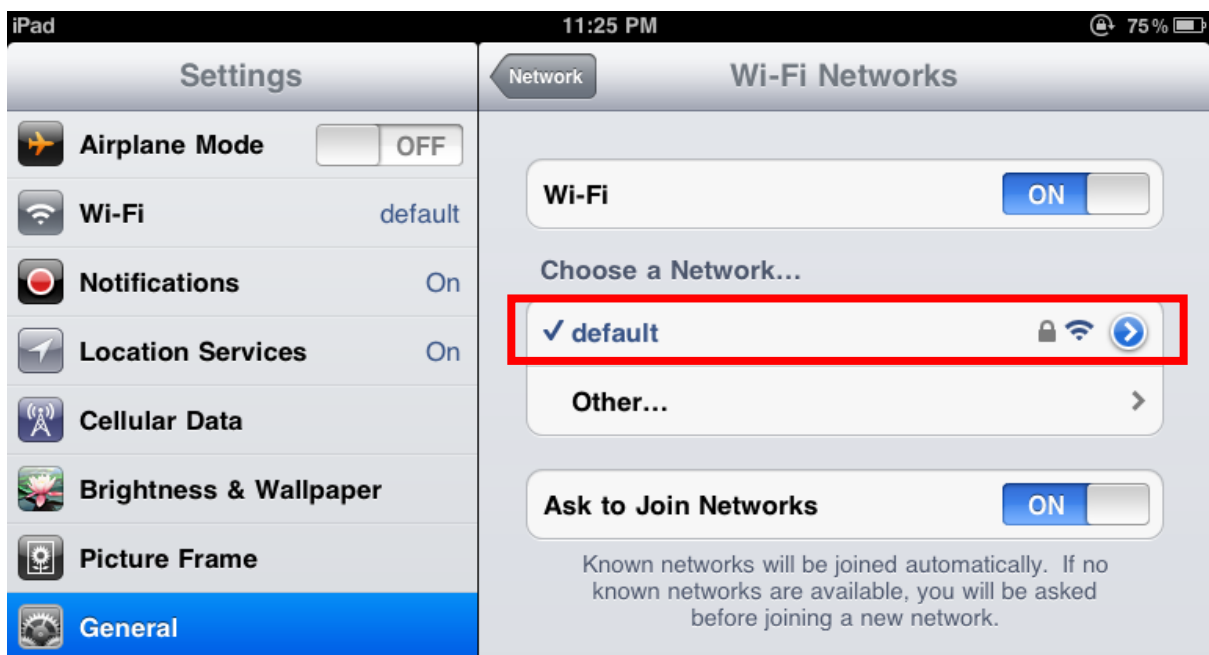 iPad
11:25 PM
75%
Settings
Airplane Mode
OFF
Wi-Fi
default
Notifications
On
Location Services
On
Cellular Data
Brightness & Wallpaper
Picture Frame
General
Network
Wi-Fi Networks
Wi-Fi
ON
Choose a Network...
default
Other...
Ask to Join Networks
ON
Known networks will be joined automatically. If no
known networks are available, you will be asked
before joining a new network.